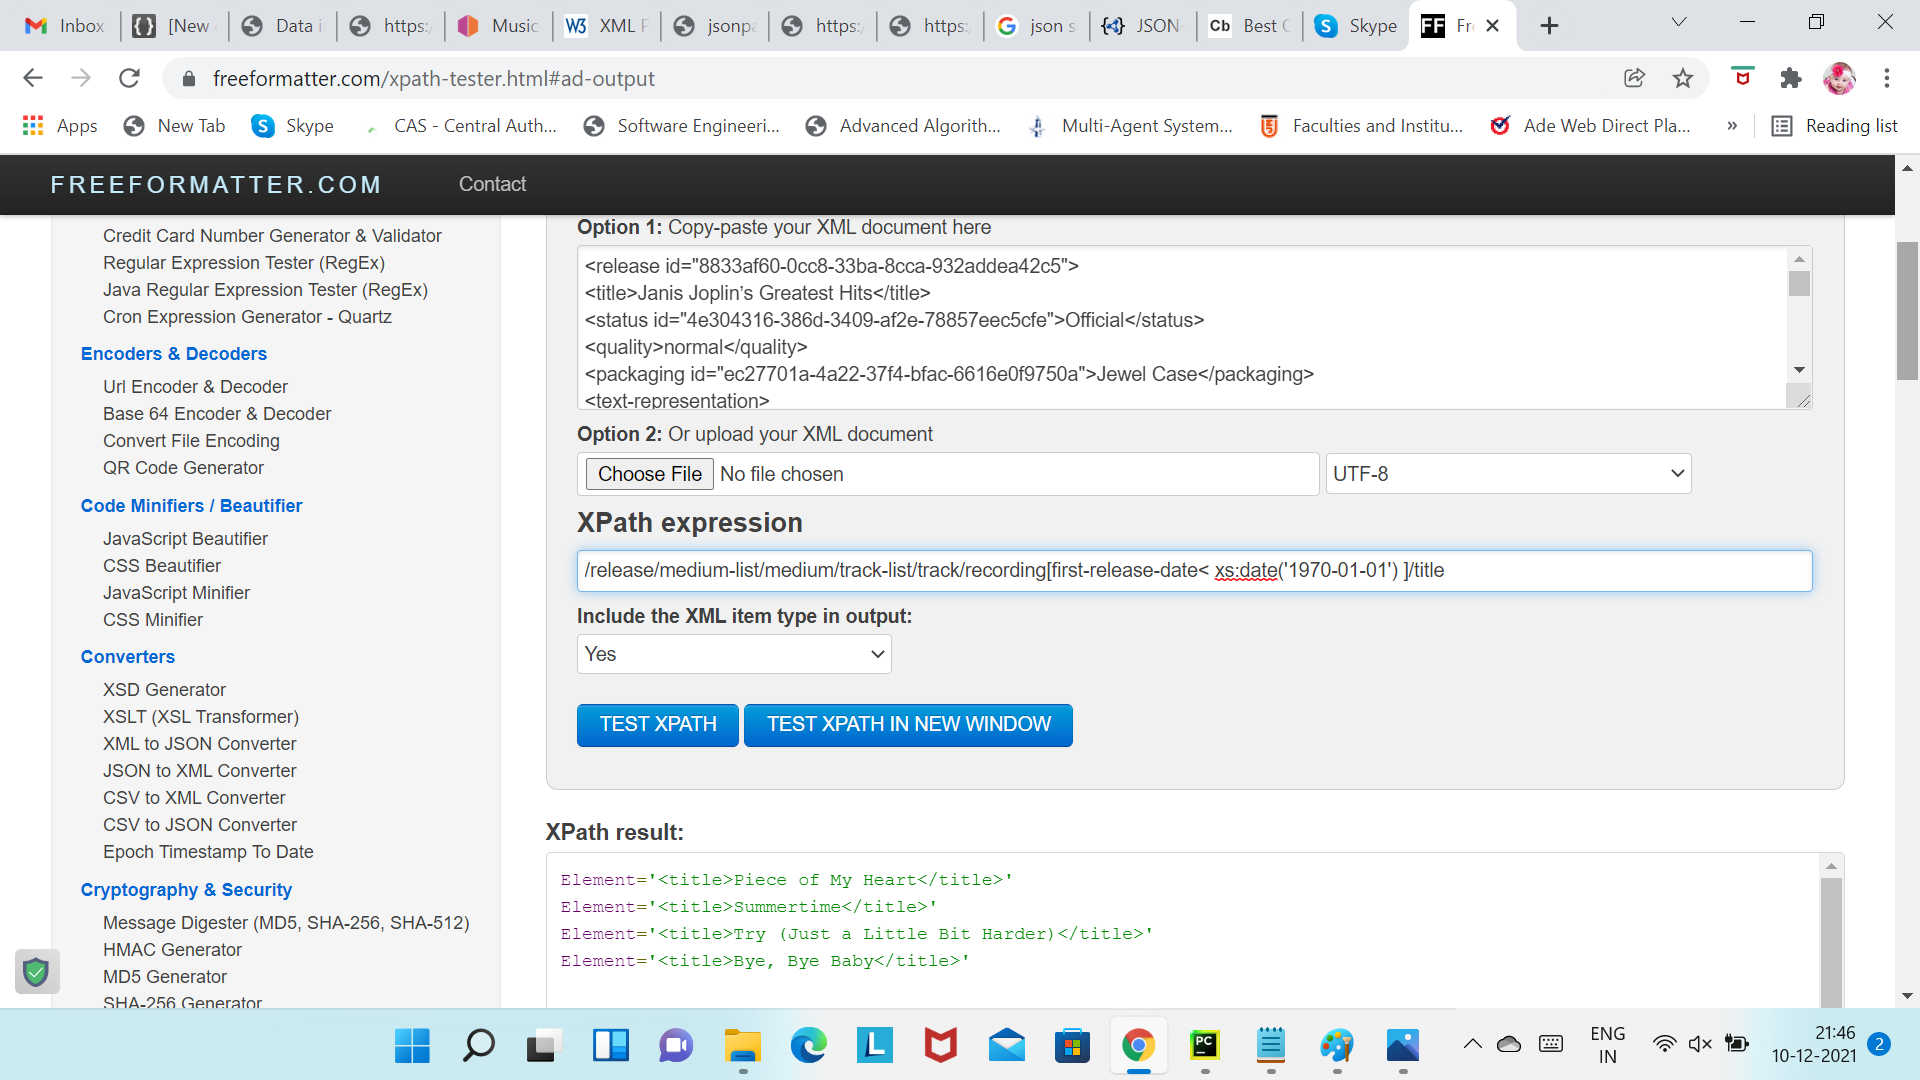 Inbox
[New
Data i
https:/
Music
W3 XML P
jsonpa
https:/
https:
json s
JSON
Cb Best C
Skype
FF Fr
freeformatter.com/xpath-tester.html#ad-output
Apps
New Tab
Skype
CAS - Central Auth...
Software Engineeri...
Advanced Algorith...
Multi-Agent System...
Faculties and Institu...
Ade Web Direct Pla...
»
Reading list
FREEFORMATTER.COM
Contact
Credit Card Number Generator & Validator
Regular Expression Tester (RegEx)
Java Regular Expression Tester (RegEx)
Cron Expression Generator - Quartz
Encoders & Decoders
Url Encoder & Decoder
Base 64 Encoder & Decoder
Convert File Encoding
QR Code Generator
Code Minifiers / Beautifier
JavaScript Beautifier
CSS Beautifier
JavaScript Minifier
CSS Minifier
Converters
XSD Generator
XSLT (XSL Transformer)
XML to JSON Converter
JSON to XML Converter
CSV to XML Converter
CSV to JSON Converter
Epoch Timestamp To Date
Cryptography & Security
Message Digester (MD5, SHA-256, SHA-512)
HMAC Generator
MD5 Generator
SHA-256 Generator
Option 1: Copy-paste your XML document here
<release id="8833af60-0cc8-33ba-8cca-932addea42c5">
<title>Janis Joplin’s Greatest Hits</title>
<status id="4e304316-386d-3409-af2e-78857eec5cfe">Official</status>
<quality>normal</quality>
<packaging id="ec27701a-4a22-37f4-bfac-6616e0f9750a">Jewel Case</packaging>
<text-representation>
Option 2: Or upload your XML document
Choose File No file chosen
UTF-8
XPath expression
/release/medium-list/medium/track-list/track/recording[first-release-date< xs:date('1970-01-01') ]/title
Include the XML item type in output:
Yes
TEST XPATH
TEST XPATH IN NEW WINDOW
XPath result:
Element='<title>Piece of My Heart</title>'
Element='<title>Summertime</title>'
Element='<title>Try (Just a Little Bit Harder)</title>'
Element='<title>Bye, Bye Baby</title>'
L
PC
ENG
IN
21:46
10-12-2021
2